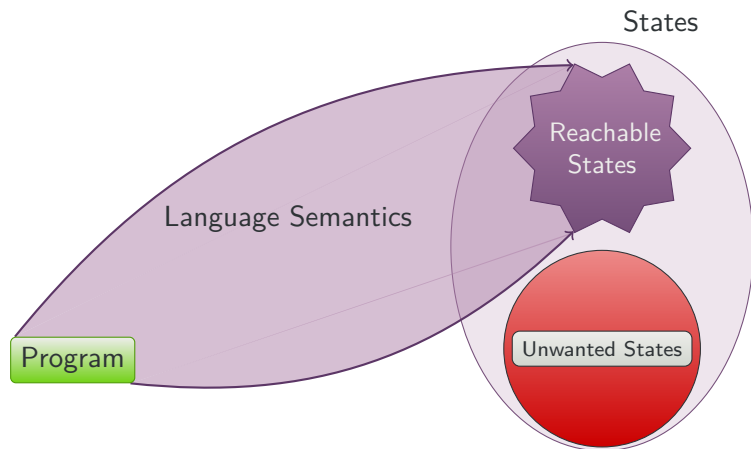 States
Reachable
States
Language Semantics
Unwanted States
Program